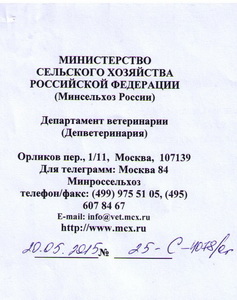 МИНИСТЕРСТВО
СЕЛЬСКОГО ХОЗЯЙСТВА
РОССИЙСКОЙ ФЕДЕРАЦИИ
(Минсельхоз России)
Департамент ветеринарии
(Депветеринария)
Орликов пер., 1/11, Москва, 107139
Для телеграмм: Москва 84
Минроссельхоз
телефон/факс: (499) 975 51 05, (495)
607 84 67
E-mail: info@vet.mcx.ru
http://www.mcx.ru
20.05.2015 № 25-С-